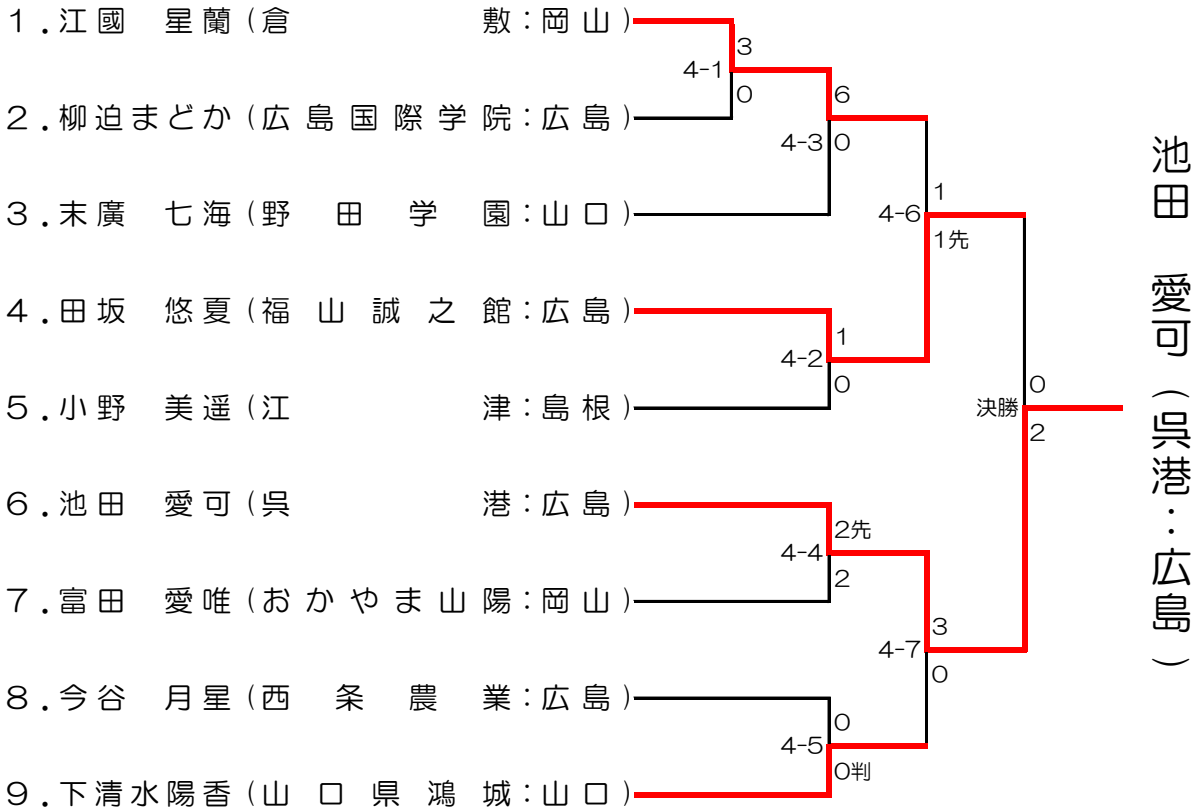 1.江國 星蘭(倉 敷:岡山)
3
4-1
0
2.柳迫まどか(広島国際学院:広島)
6
4-3
0
3.末廣 七海(野田学園:山口)
1
4-6
1先
4.田坂 悠夏(福山誠之館:広島)
1
4-2
0
5.小野 美遥(江 津:島根)
0
決勝
2
6.池田 愛可(呉 港:広島)
2先
4-4
2
7.富田 愛唯(おかやま山陽:岡山)
3
4-7
0
8.今谷 月星(西条農業:広島)
0
4-5
0判
9.下清水陽香(山口県鴻城:山口)
池田 愛可(呉港:広島)